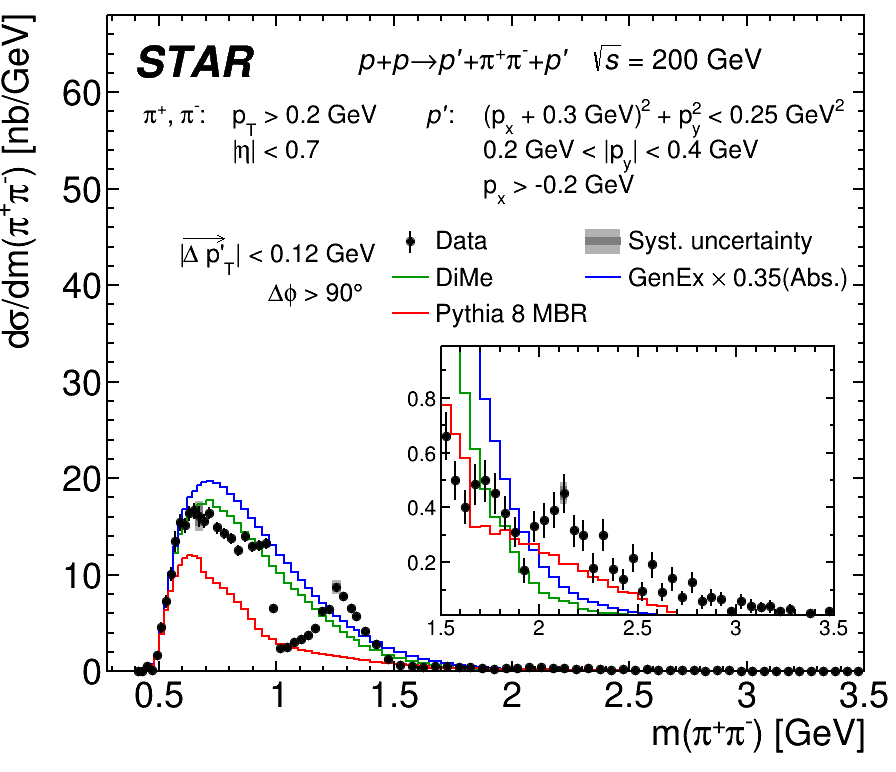 STAR p+p→p′+π⁺π⁻+p′ √s = 200 GeV
π⁺, π⁻: p_T > 0.2 GeV p′: (p_x + 0.3 GeV)² + p_y² < 0.25 GeV²
|η| < 0.7 0.2 GeV < |p_y| < 0.4 GeV
p_x > -0.2 GeV
|Δ p⃗′_T| < 0.12 GeV
Δϕ > 90°
Data Syst. uncertainty
DiMe GenEx × 0.35(Abs.)
Pythia 8 MBR
dσ/dm(π⁺π⁻) [nb/GeV]
60
50
40
30
20
10
0
0.8
0.6
0.4
0.2
1.5 2 2.5 3 3.5
0.5 1 1.5 2 2.5 3 3.5
m(π⁺π⁻) [GeV]